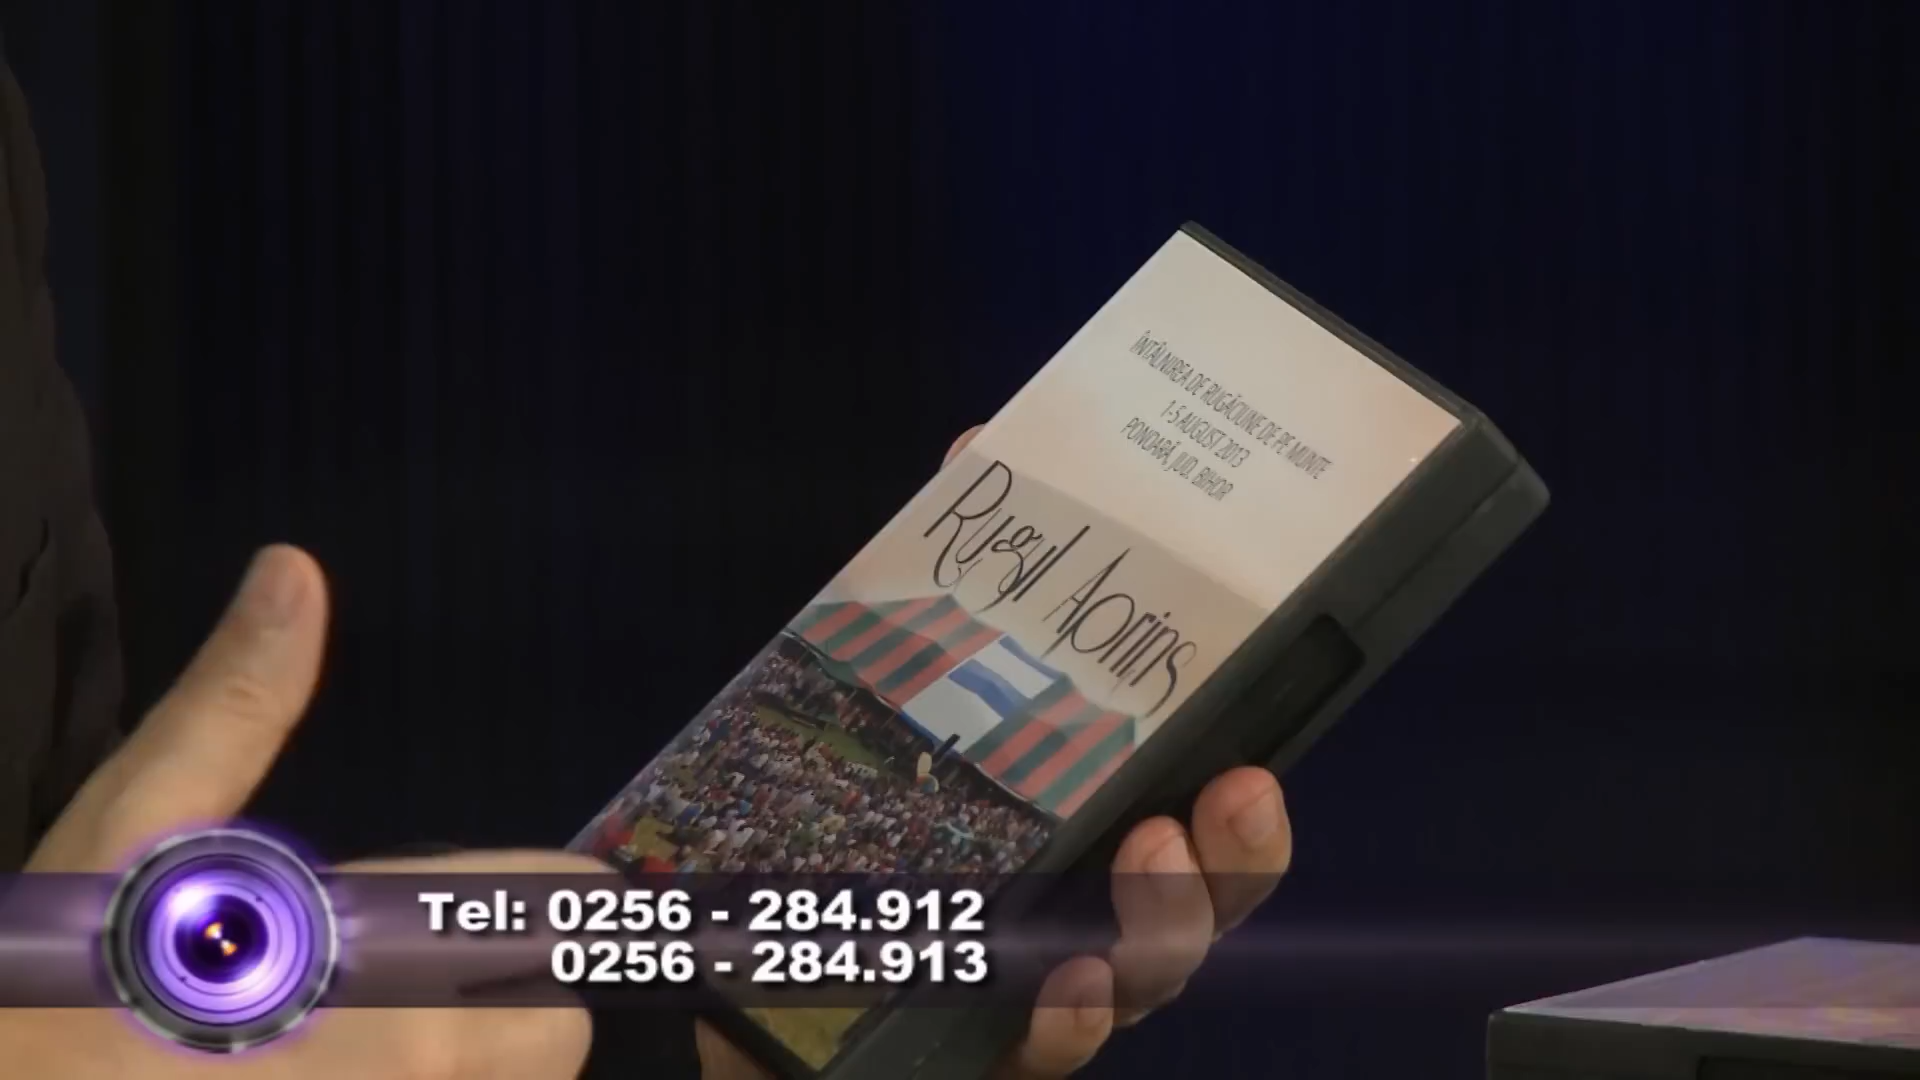 ÎNTÂLNIREA DE RUGĂCIUNE DE PE MUNTE
1-5 AUGUST 2013
PONOARĂ, JUD. BIHOR
Rugul Aprins
Tel: 0256 - 284.912
0256 - 284.913